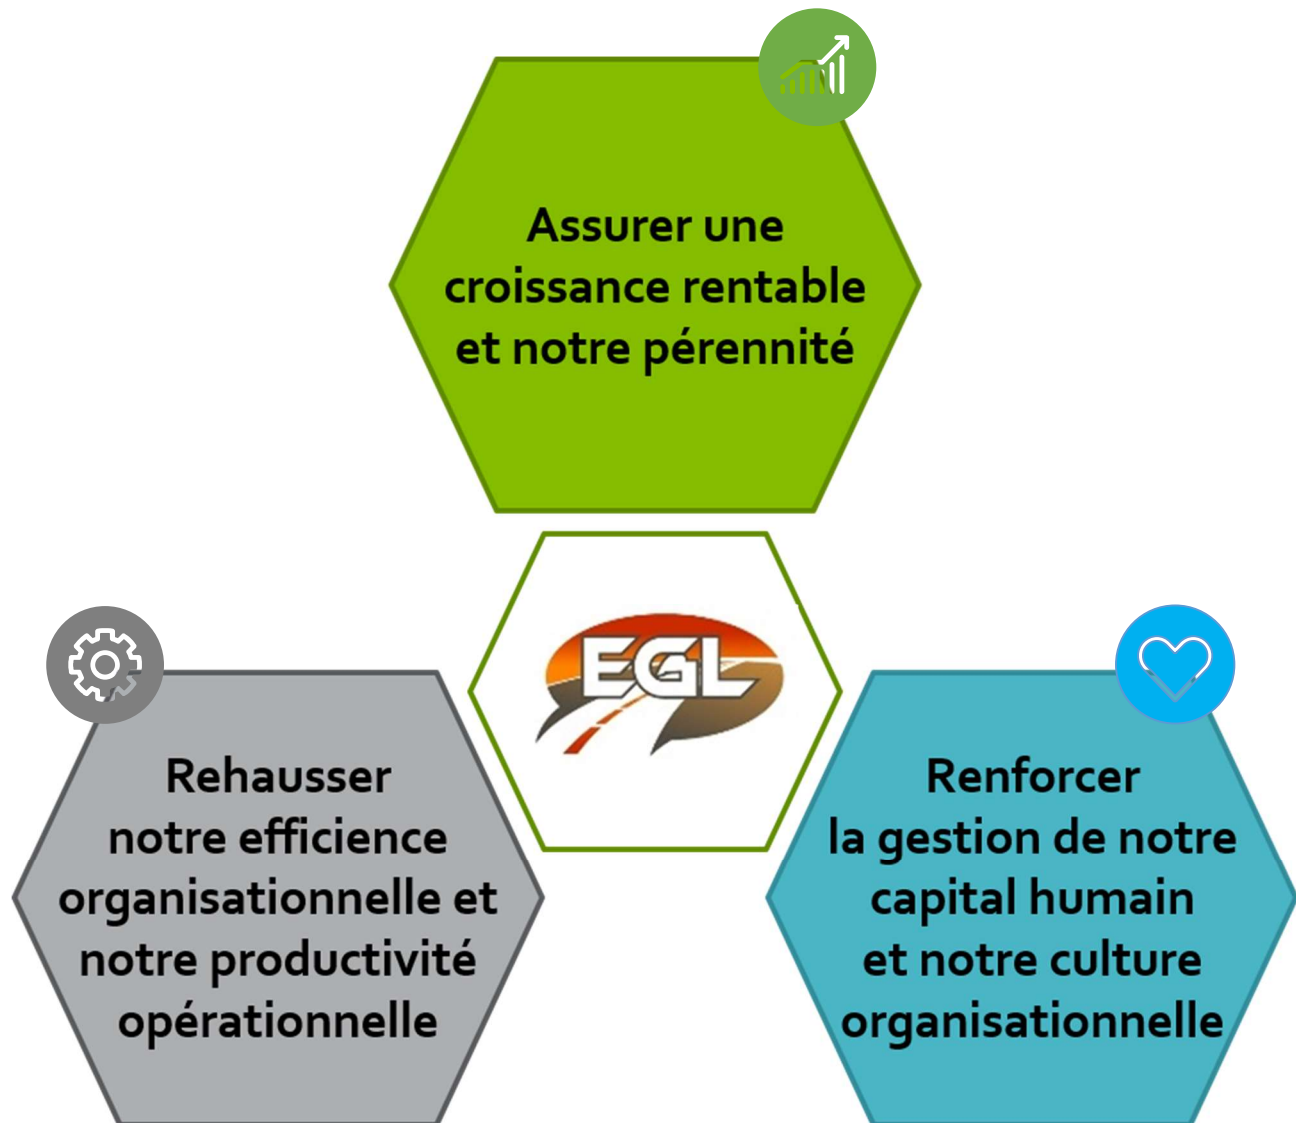 Assurer une
croissance rentable
et notre pérennité
EGL
Rehausser
notre efficience
organisationnelle et
notre productivité
opérationnelle
Renforcer
la gestion de notre
capital humain
et notre culture
organisationnelle